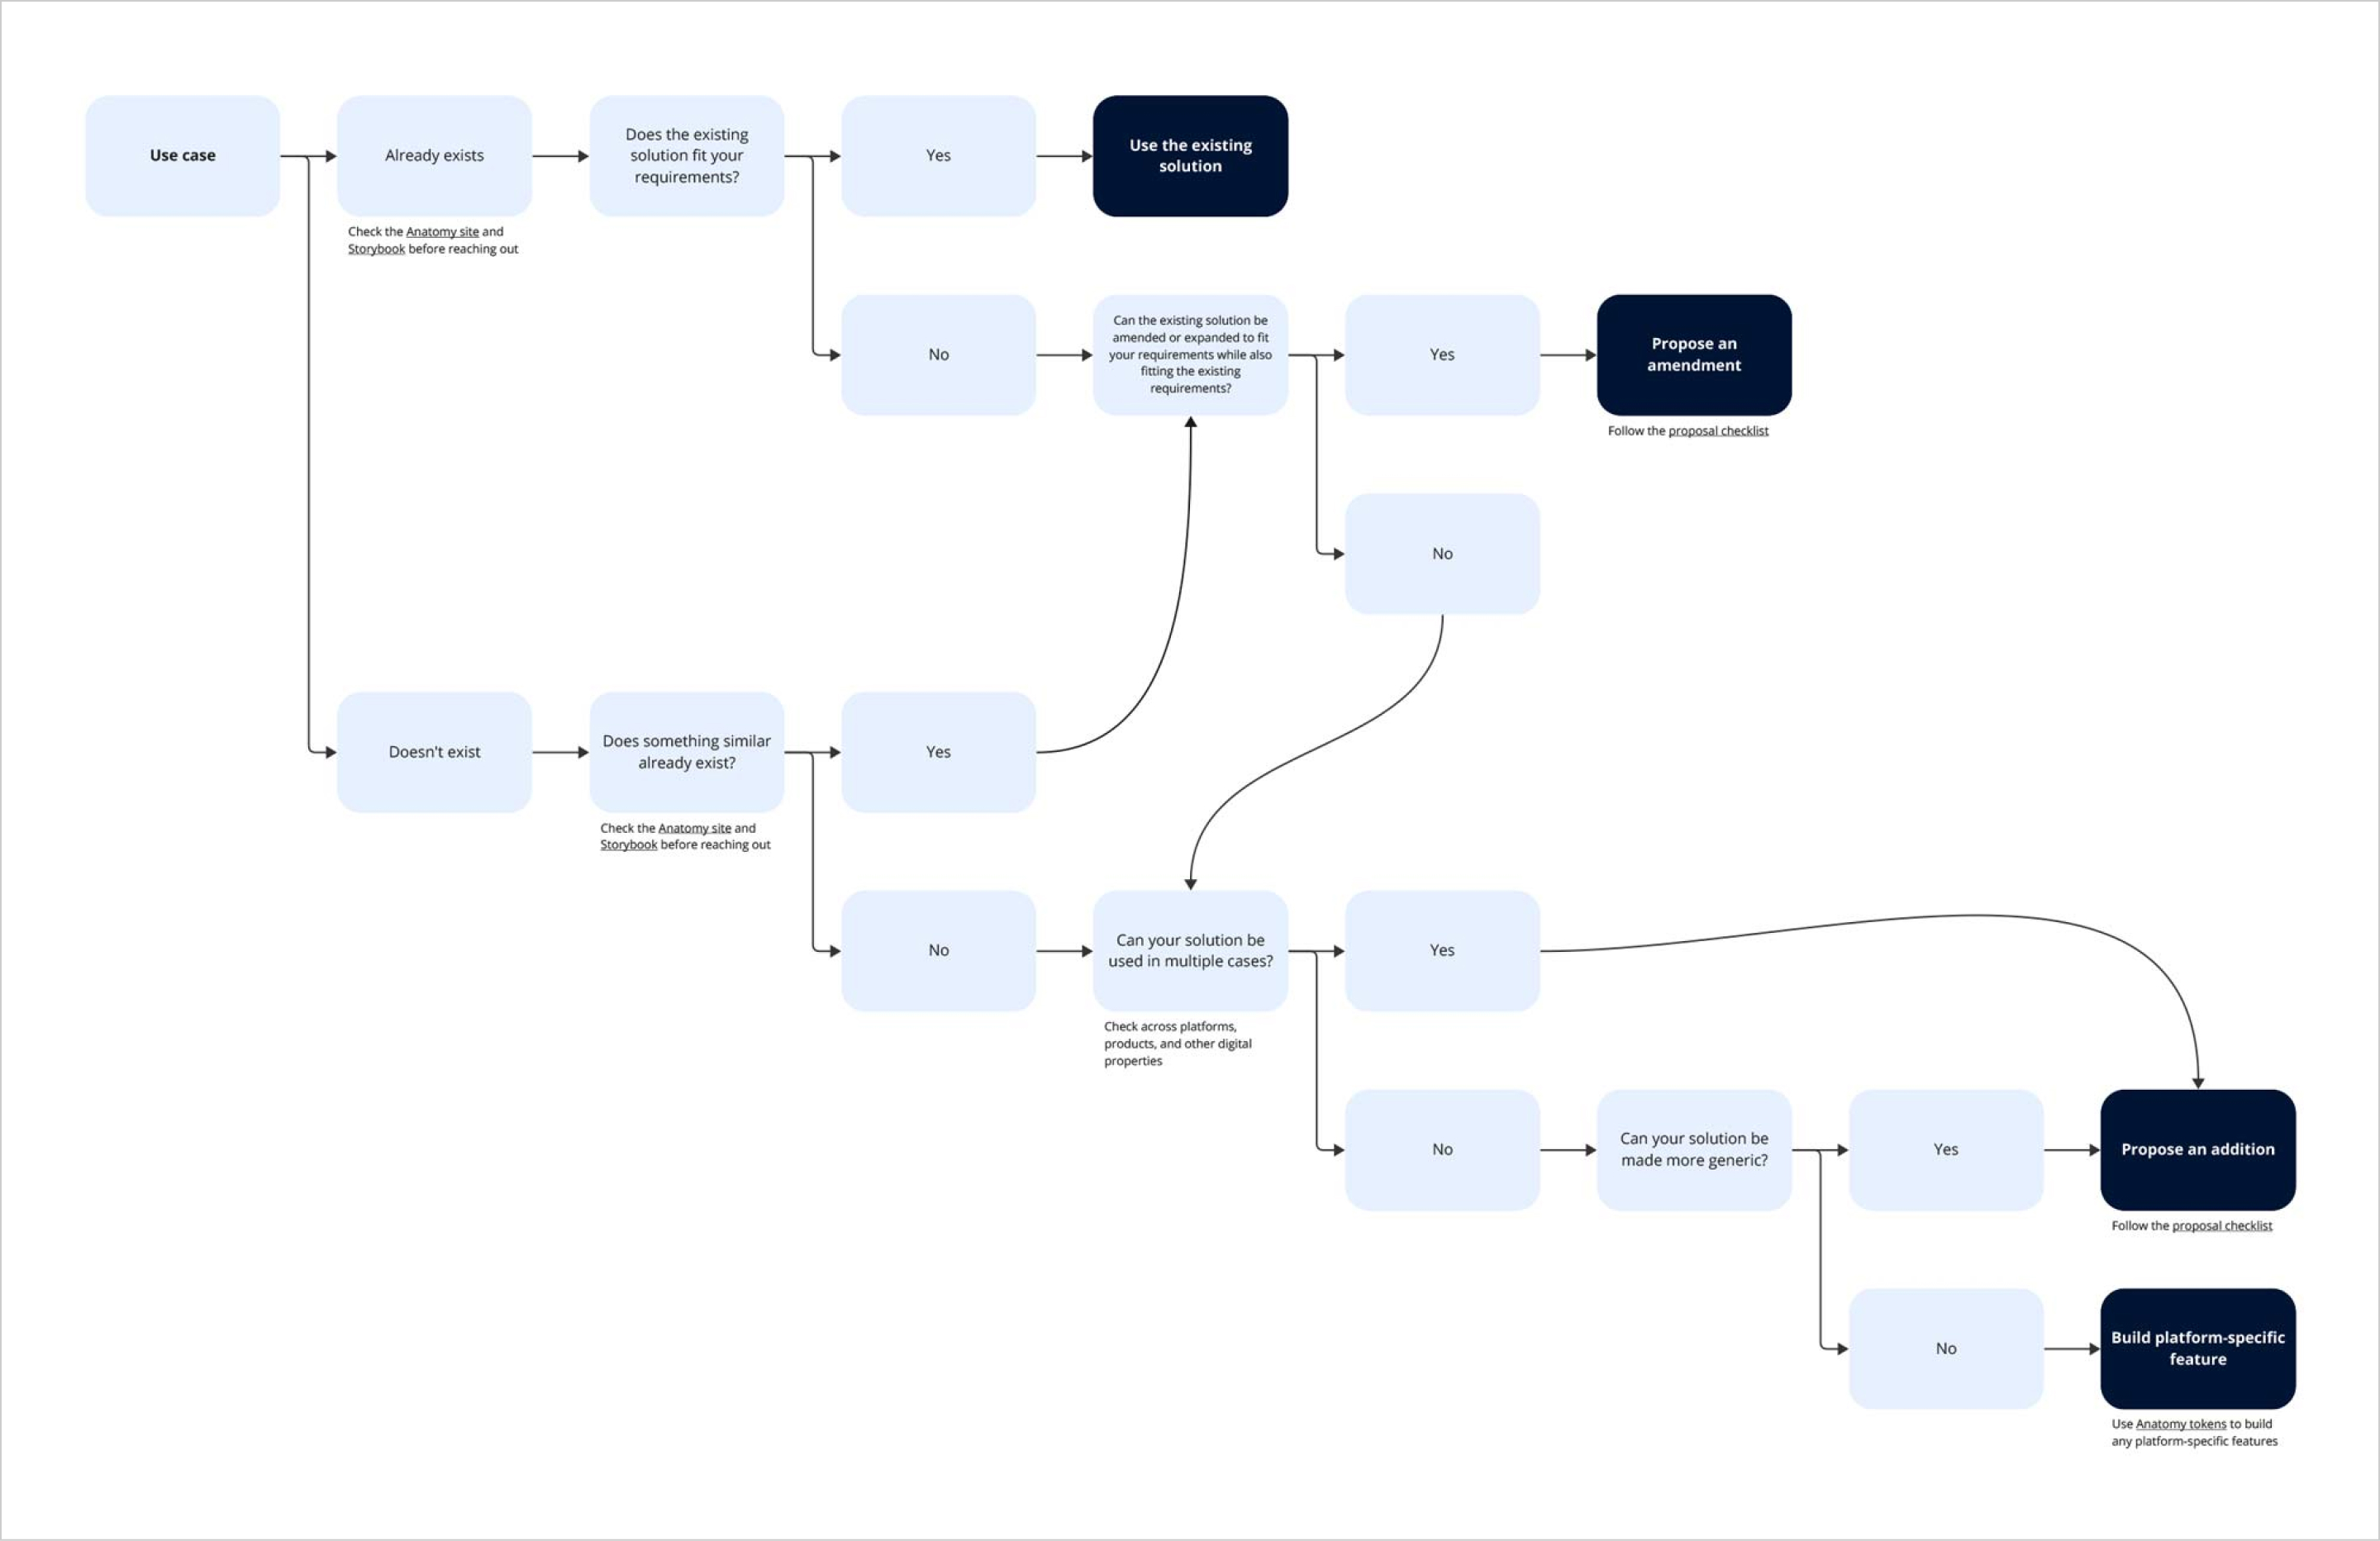 Use case
Already exists
Check the Anatomy site and
Storybook before reaching out
Does the existing
solution fit your
requirements?
Yes
Use the existing
solution
No
Can the existing solution be
amended or expanded to fit
your requirements while also
fitting the existing
requirements?
Yes
Propose an
amendment
Follow the proposal checklist
No
Doesn't exist
Does something similar
already exist?
Check the Anatomy site and
Storybook before reaching out
Yes
No
Can your solution be
used in multiple cases?
Check across platforms,
products, and other digital
properties
Yes
No
Can your solution be
made more generic?
Yes
Propose an addition
Follow the proposal checklist
No
Build platform-specific
feature
Use Anatomy tokens to build
any platform-specific features